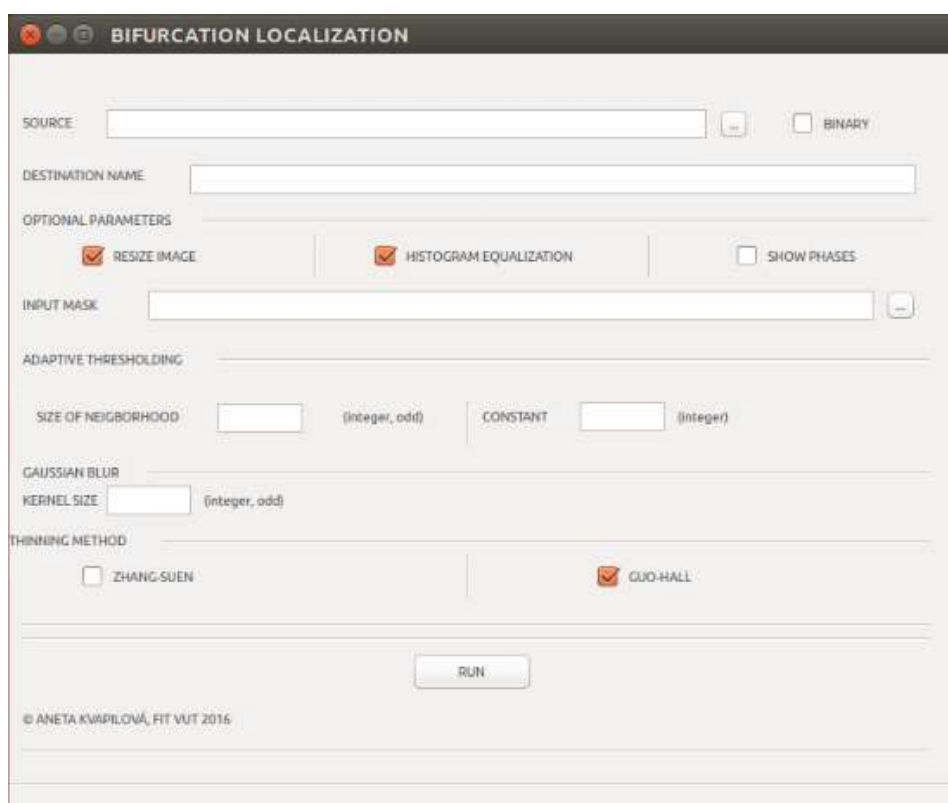 BIFURCATION LOCALIZATION
SOURCE ... BINARY
DESTINATION NAME
OPTIONAL PARAMETERS
RESIZE IMAGE HISTOGRAM EQUALIZATION SHOW PHASES
INPUT MASK ...
ADAPTIVE THRESHOLDING
SIZE OF NEIGBORHOOD (integer, odd) CONSTANT (integer)
GAUSSIAN BLUR
KERNEL SIZE (integer, odd)
THINNING METHOD
ZHANG-SUEN GUO-HALL
RUN
© ANETA KVAPILOVÁ, FIT VUT 2016